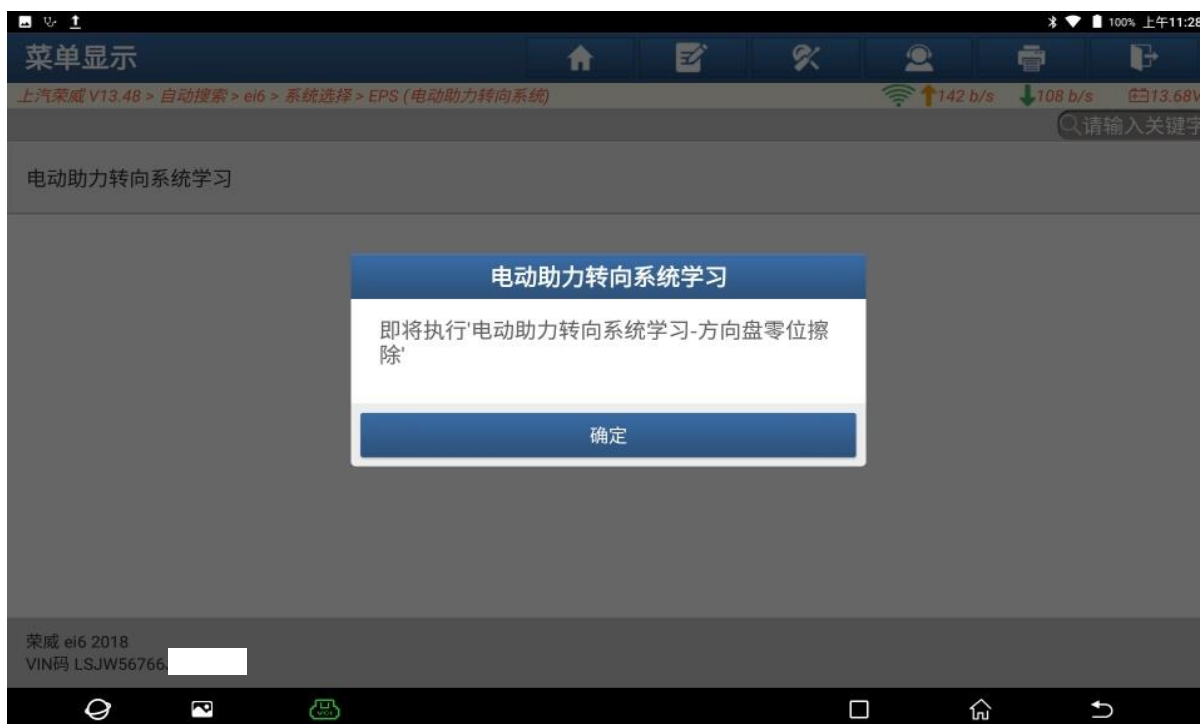 100% 上午11:28
菜单显示
上汽荣威 V13.48 > 自动搜索 > ei6 > 系统选择 > EPS (电动助力转向系统) 142 b/s 108 b/s 13.68V
请输入关键字
电动助力转向系统学习
电动助力转向系统学习
即将执行'电动助力转向系统学习-方向盘零位擦
除'
确定
荣威 ei6 2018
VIN码 LSJW56766
VCI